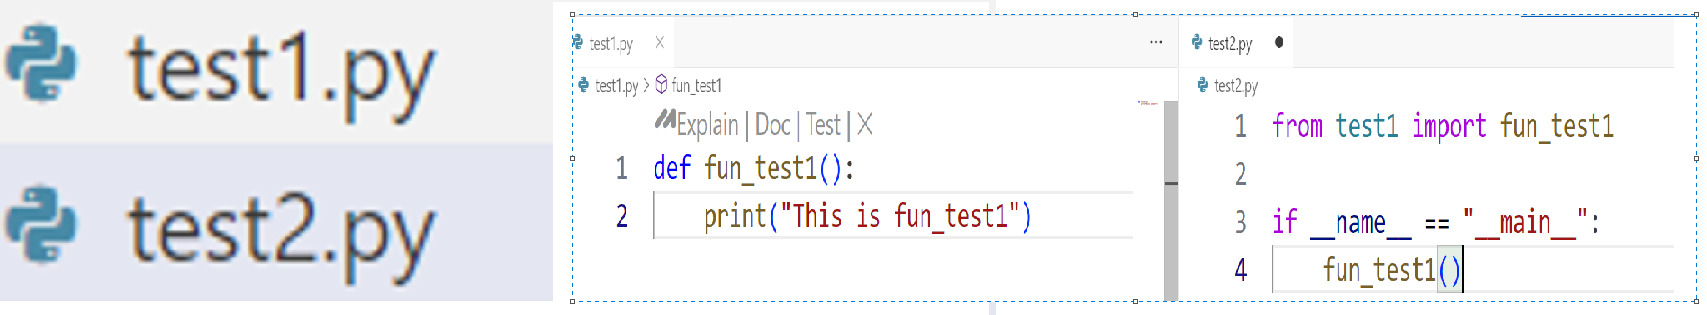 test1.py
test2.py
test1.py ×
test1.py > fun_test1
Explain | Doc | Test | X
1 def fun_test1():
2     print("This is fun_test1")
test2.py
test2.py
1 from test1 import fun_test1
2
3 if __name__ == "__main__":
4     fun_test1()